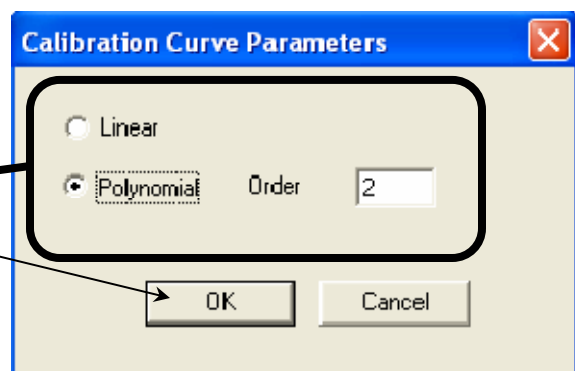 Calibration Curve Parameters
Linear
Polynomial Order 2
OK Cancel